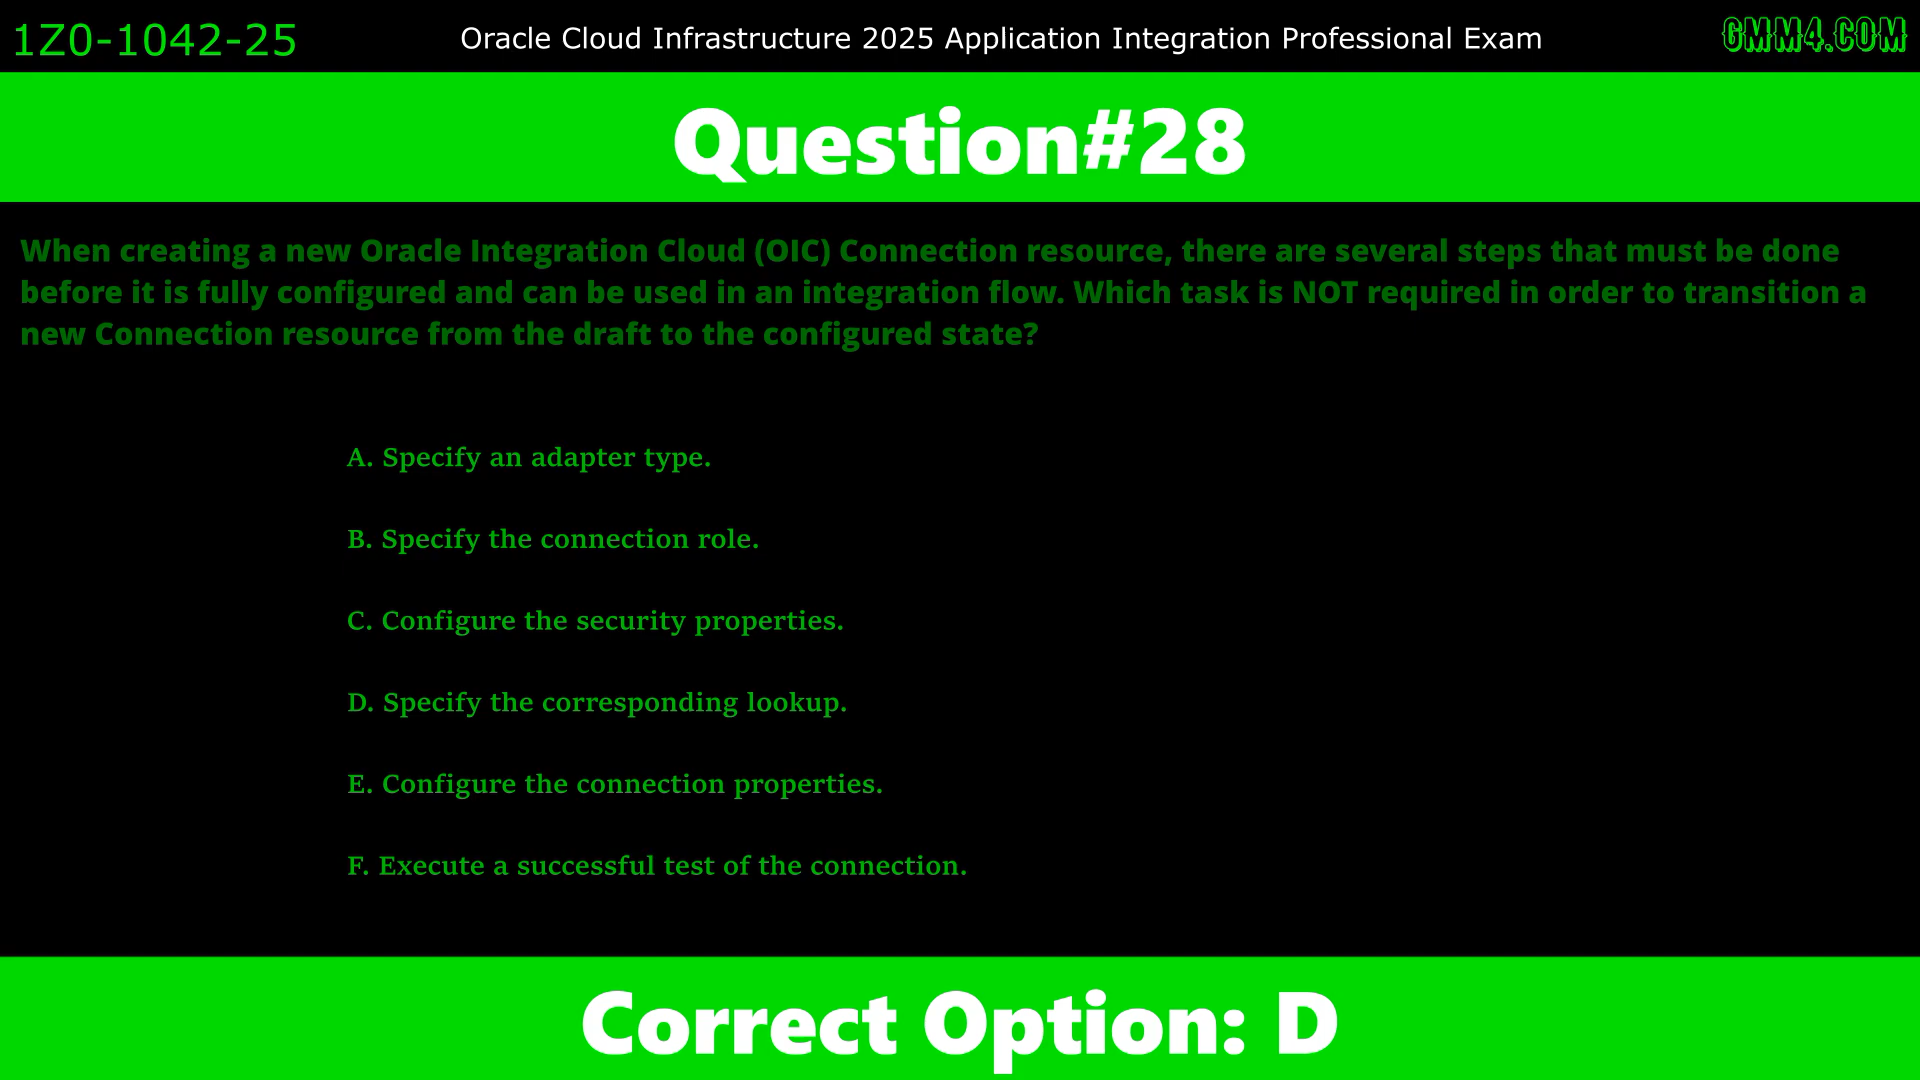 1Z0-1042-25
Oracle Cloud Infrastructure 2025 Application Integration Professional Exam
GMM4.COM
Question#28
When creating a new Oracle Integration Cloud (OIC) Connection resource, there are several steps that must be done
before it is fully configured and can be used in an integration flow. Which task is NOT required in order to transition a
new Connection resource from the draft to the configured state?
A. Specify an adapter type.
B. Specify the connection role.
C. Configure the security properties.
D. Specify the corresponding lookup.
E. Configure the connection properties.
F. Execute a successful test of the connection.
Correct Option: D